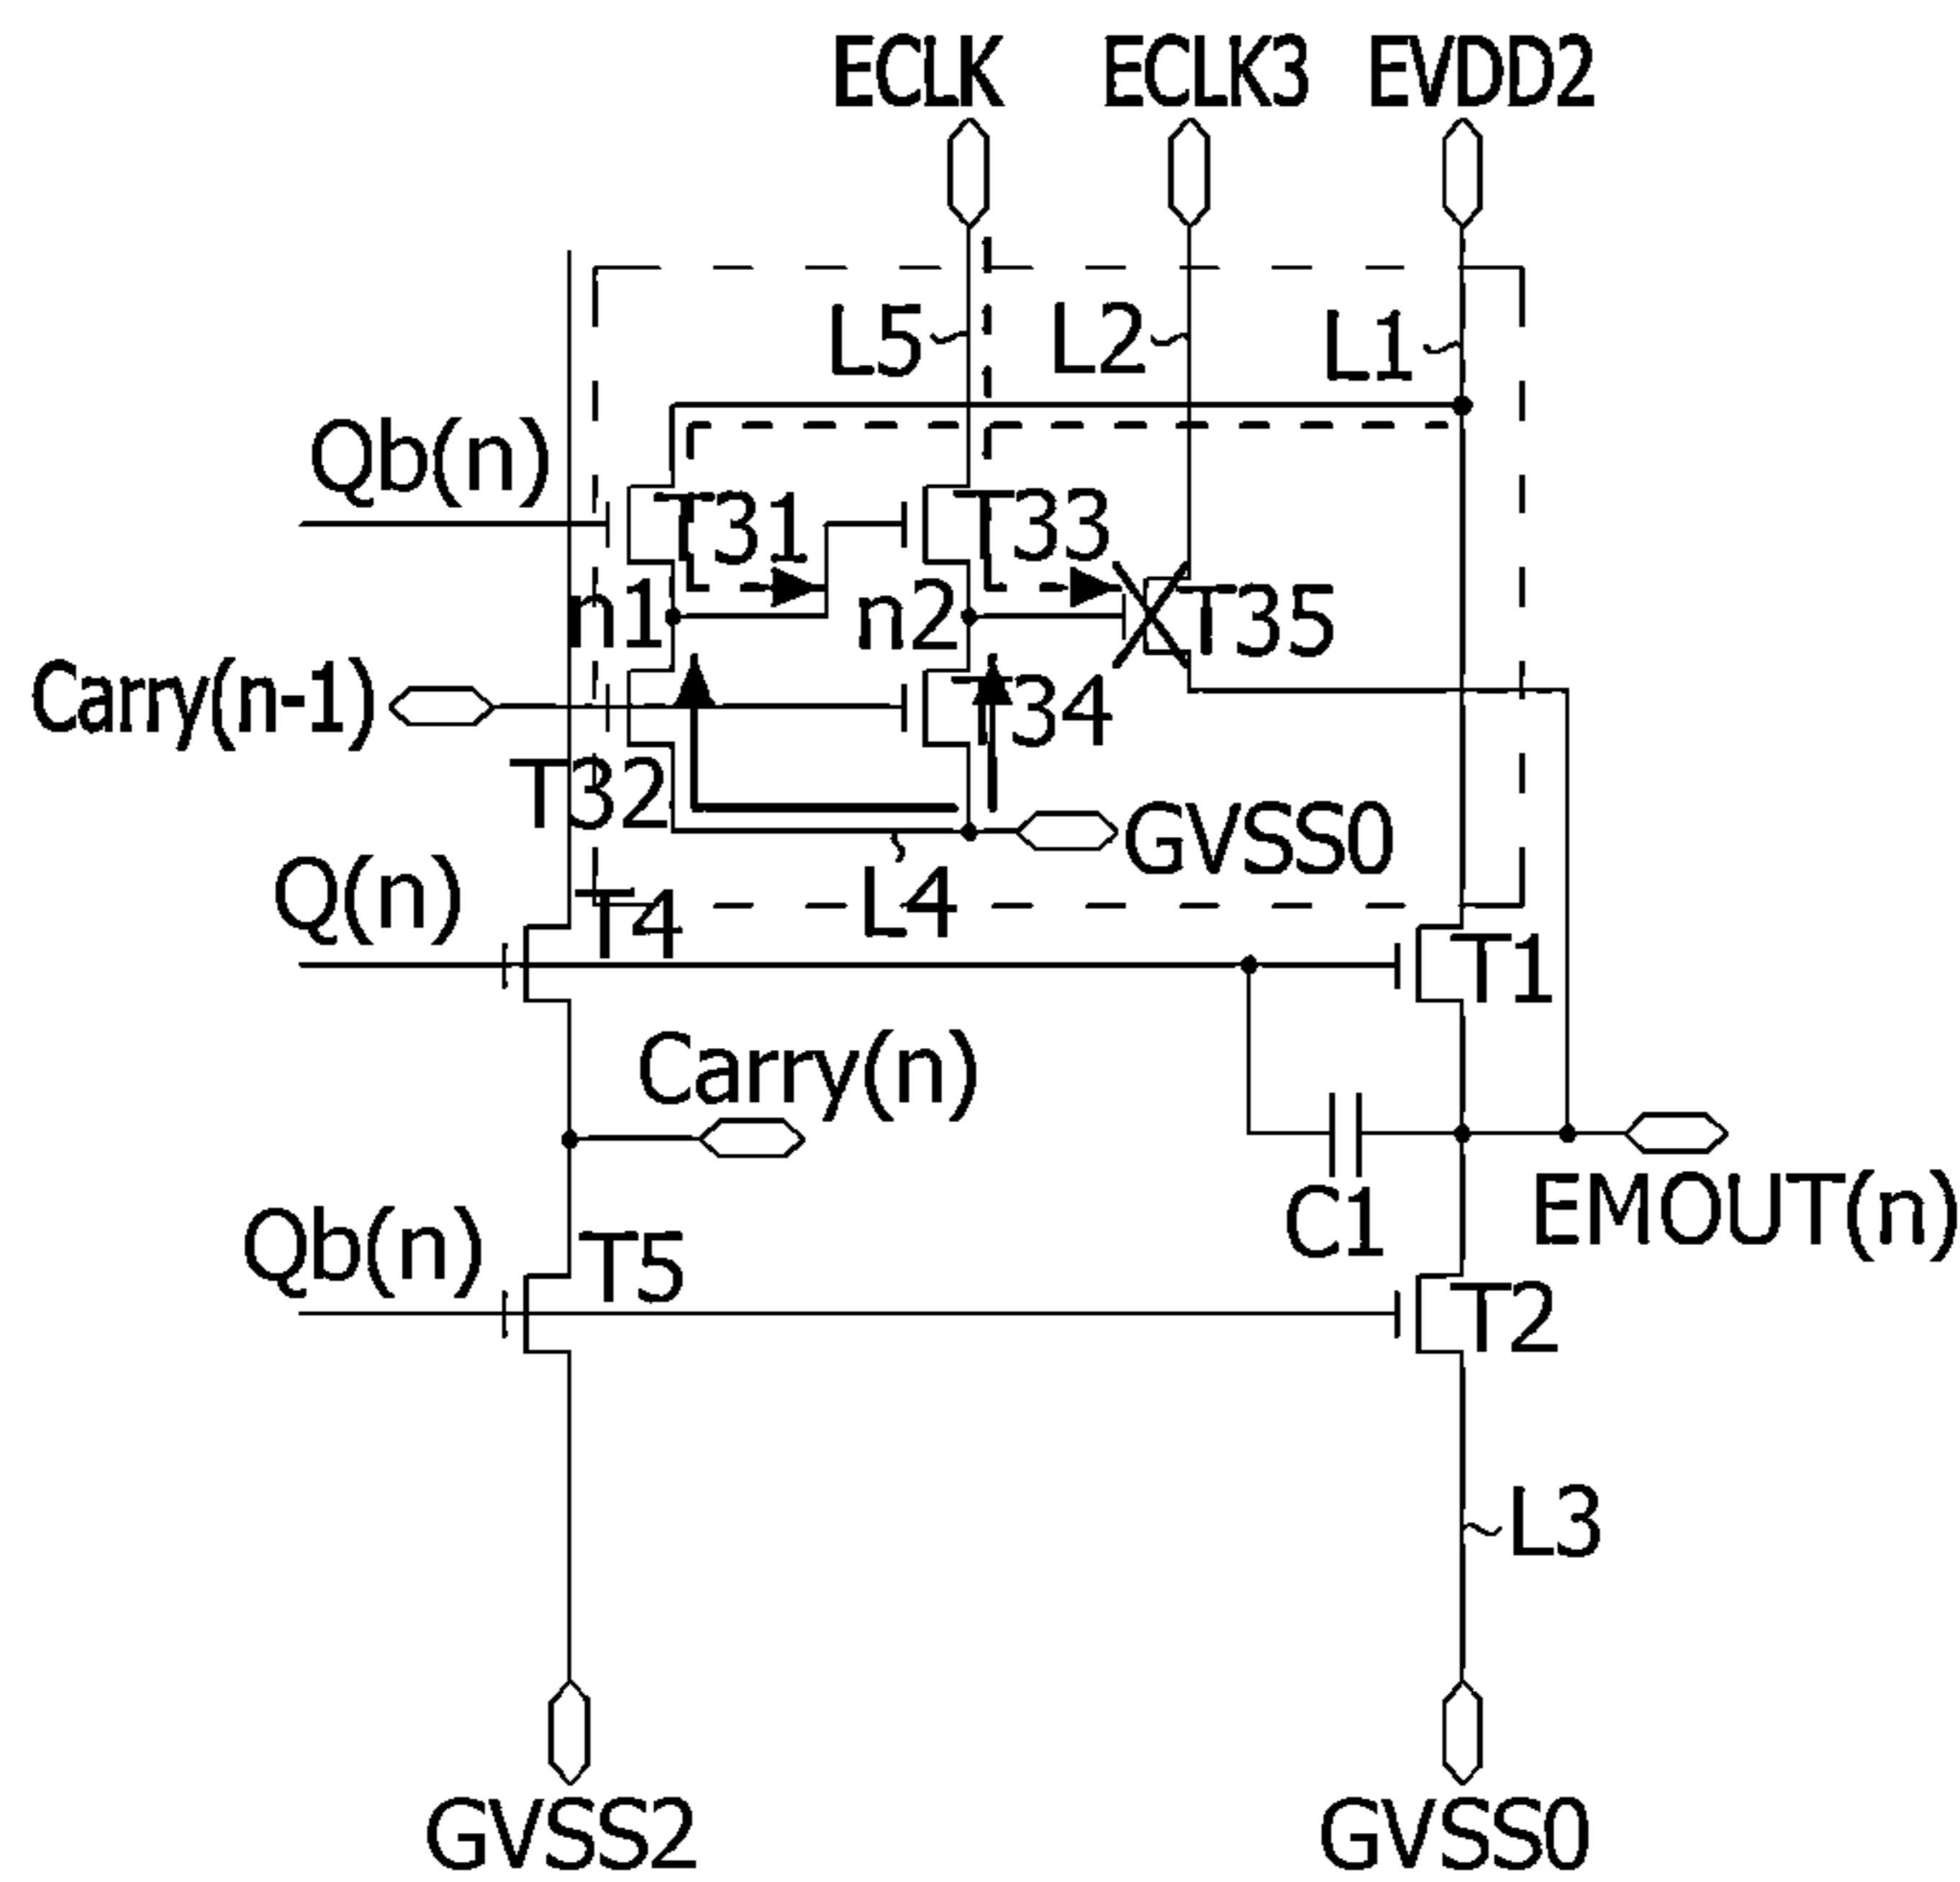 ECLK ECLK3 EVDD2
L5 L2 L1
Qb(n)
T31 T33
n1 n2 T35
Carry(n-1)
T34
T32
GVSS0
Q(n)
T4 L4
T1
Carry(n)
C1 EMOUT(n)
Qb(n) T5
T2
L3
GVSS2 GVSS0